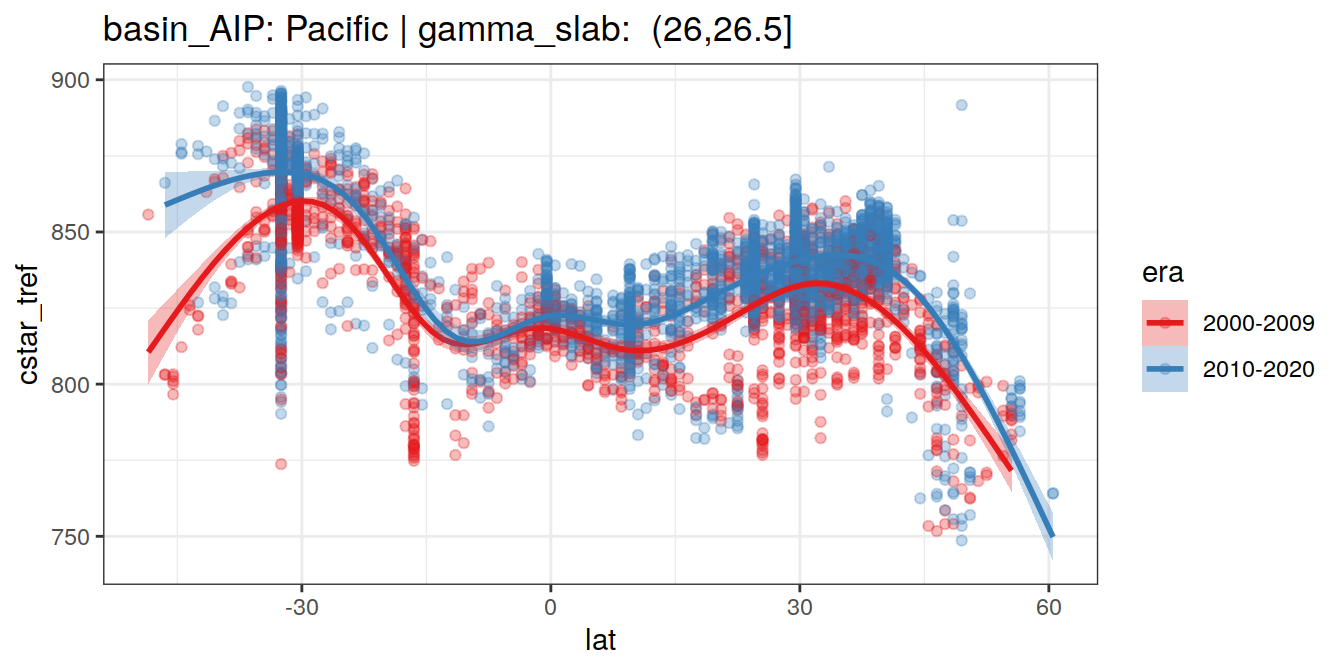 basin_AIP: Pacific | gamma_slab:  (26,26.5]
900
850
800
750
cstar_tref
-30
0
30
60
lat
era
2000-2009
2010-2020